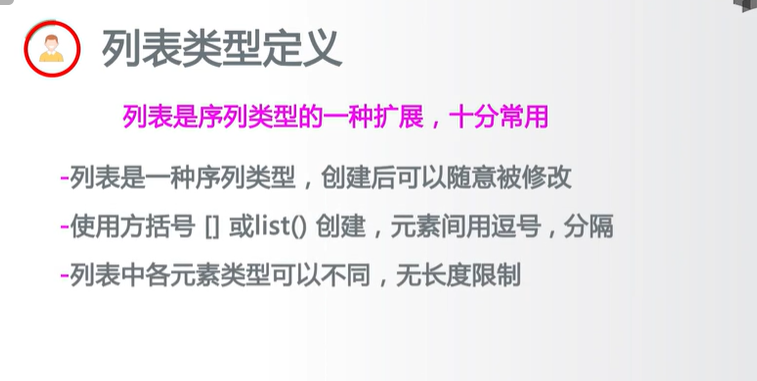 列表类型定义
列表是序列类型的一种扩展，十分常用
-列表是一种序列类型，创建后可以随意被修改
-使用方括号 [] 或list() 创建，元素间用逗号，分隔
-列表中各元素类型可以不同，无长度限制